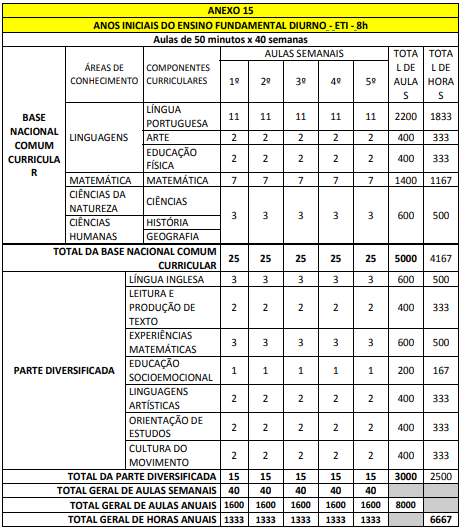 ANEXO 15
ANOS INICIAIS DO ENSINO FUNDAMENTAL DIURNO - ETI - 8h
Aulas de 50 minutos x 40 semanas
BASE NACIONAL COMUM CURRICULAR
ÁREAS DE CONHECIMENTO
COMPONENTES CURRICULARES
AULAS SEMANAIS
TOTAL DE AULAS
TOTAL DE HORAS
1º 2º 3º 4º 5º
LINGUAGENS
LÍNGUA PORTUGUESA 11 11 11 11 11 2200 1833
ARTE 2 2 2 2 2 400 333
EDUCAÇÃO FÍSICA 2 2 2 2 2 400 333
MATEMÁTICA MATEMÁTICA 7 7 7 7 7 1400 1167
CIÊNCIAS DA NATUREZA CIÊNCIAS 3 3 3 3 3 600 500
CIÊNCIAS HUMANAS HISTÓRIA
GEOGRAFIA
TOTAL DA BASE NACIONAL COMUM CURRICULAR 25 25 25 25 25 5000 4167
PARTE DIVERSIFICADA
LÍNGUA INGLESA 3 3 3 3 3 600 500
LEITURA E PRODUÇÃO DE TEXTO 2 2 2 2 2 400 333
EXPERIÊNCIAS MATEMÁTICAS 3 3 3 3 3 600 500
EDUCAÇÃO SOCIOEMOCIONAL 1 1 1 1 1 200 167
LINGUAGENS ARTÍSTICAS 2 2 2 2 2 400 333
ORIENTAÇÃO DE ESTUDOS 2 2 2 2 2 400 333
CULTURA DO MOVIMENTO 2 2 2 2 2 400 333
TOTAL DA PARTE DIVERSIFICADA 15 15 15 15 15 3000 2500
TOTAL GERAL DE AULAS SEMANAIS 40 40 40 40 40
TOTAL GERAL DE AULAS ANUAIS 1600 1600 1600 1600 1600 8000
TOTAL GERAL DE HORAS ANUAIS 1333 1333 1333 1333 1333 6667